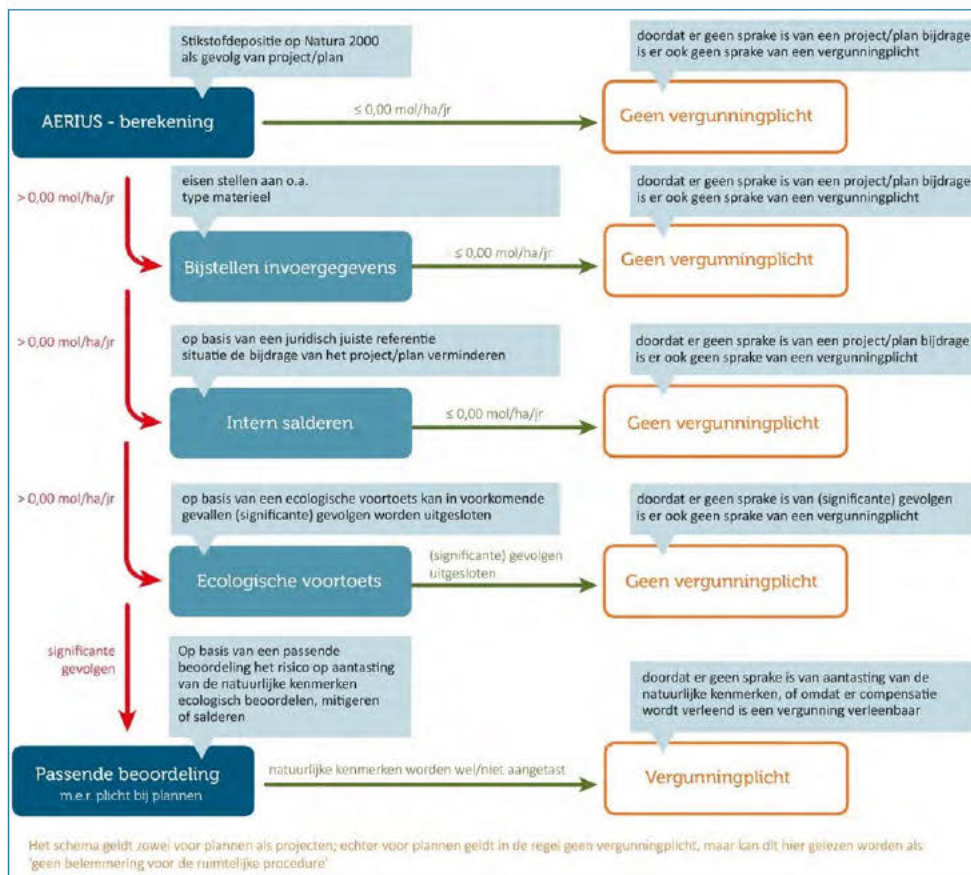 Stikstofdepositie op Natura 2000
als gevolg van project/plan
doordat er geen sprake is van een project/plan bijdrage
is er ook geen sprake van een vergunningplicht
AERIUS - berekening
≤ 0,00 mol/ha/jr
Geen vergunningplicht
> 0,00 mol/ha/jr
eisen stellen aan o.a.
type materieel
doordat er geen sprake is van een project/plan bijdrage
is er ook geen sprake van een vergunningplicht
Bijstellen invoergegevens
≤ 0,00 mol/ha/jr
Geen vergunningplicht
> 0,00 mol/ha/jr
op basis van een juridisch juiste referentie
situatie de bijdrage van het project/plan verminderen
doordat er geen sprake is van een project/plan bijdrage
is er ook geen sprake van een vergunningplicht
Intern salderen
≤ 0,00 mol/ha/jr
Geen vergunningplicht
> 0,00 mol/ha/jr
op basis van een ecologische voortoets kan in voorkomende
gevallen (significante) gevolgen worden uitgesloten
doordat er geen sprake is van (significante) gevolgen
is er ook geen sprake van een vergunningplicht
Ecologische voortoets
(significante) gevolgen
uitgesloten
Geen vergunningplicht
significante
gevolgen
Op basis van een passende
beoordeling het risico op aantasting
van de natuurlijke kenmerken
ecologisch beoordelen, mitigeren
of salderen
doordat er geen sprake is van aantasting van de
natuurlijke kenmerken, of omdat er compensatie
wordt verleend is een vergunning verleenbaar
Passende beoordeling
m.e.r. plicht bij plannen
natuurlijke kenmerken worden wel/niet aangetast
Vergunningplicht
Het schema geldt zowel voor plannen als projecten; echter voor plannen geldt in de regel geen vergunningplicht, maar kan dit hier gelezen worden als
'geen belemmering voor de ruimtelijke procedure'